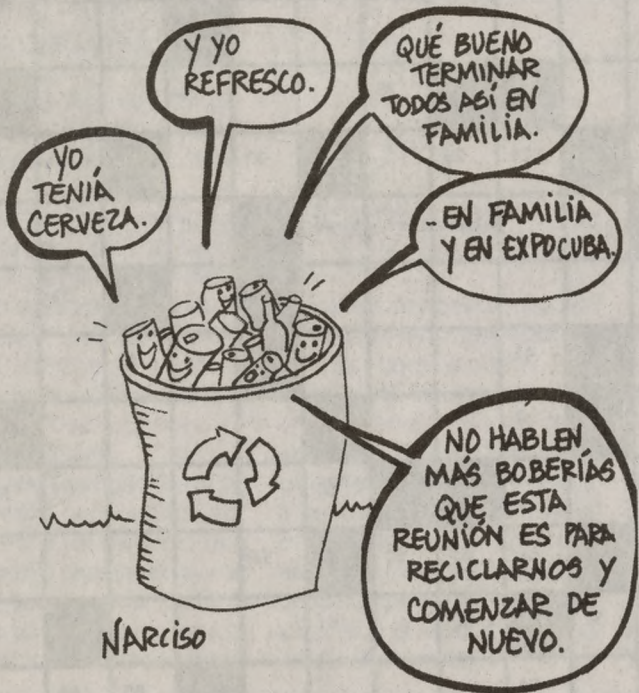 YO
TENÍA
CERVEZA.
Y YO
REFRESCO.
QUÉ BUENO
TERMINAR
TODOS ASÍ EN
FAMILIA.
..EN FAMILIA
Y EN EXPOCUBA.
NO HABLEN
MÁS BOBERÍAS
QUE ESTA
REUNIÓN ES PARA
RECICLARNOS Y
COMENZAR DE
NUEVO.
NARCISO